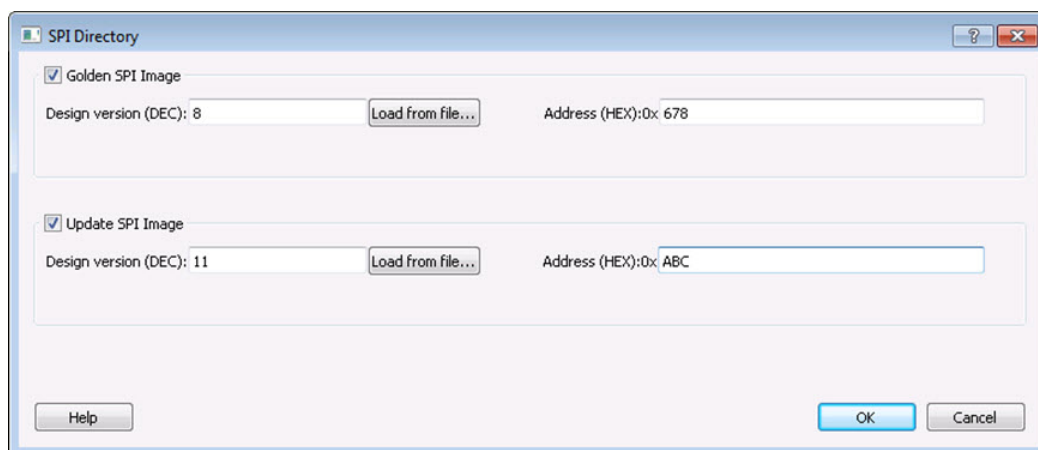 SPI Directory
Golden SPI Image
Design version (DEC): 8 Load from file... Address (HEX):0x 678
Update SPI Image
Design version (DEC): 11 Load from file... Address (HEX):0x ABC
Help OK Cancel